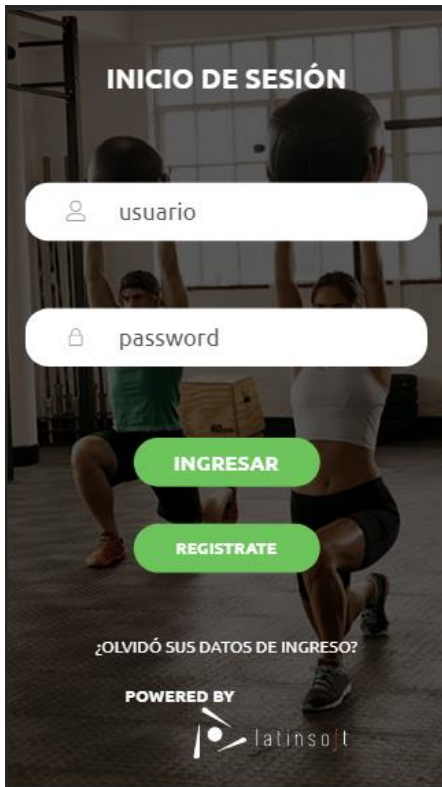 INICIO DE SESIÓN
usuario
password
INGRESAR
REGISTRATE
¿OLVIDÓ SUS DATOS DE INGRESO?
POWERED BY
latinsoft